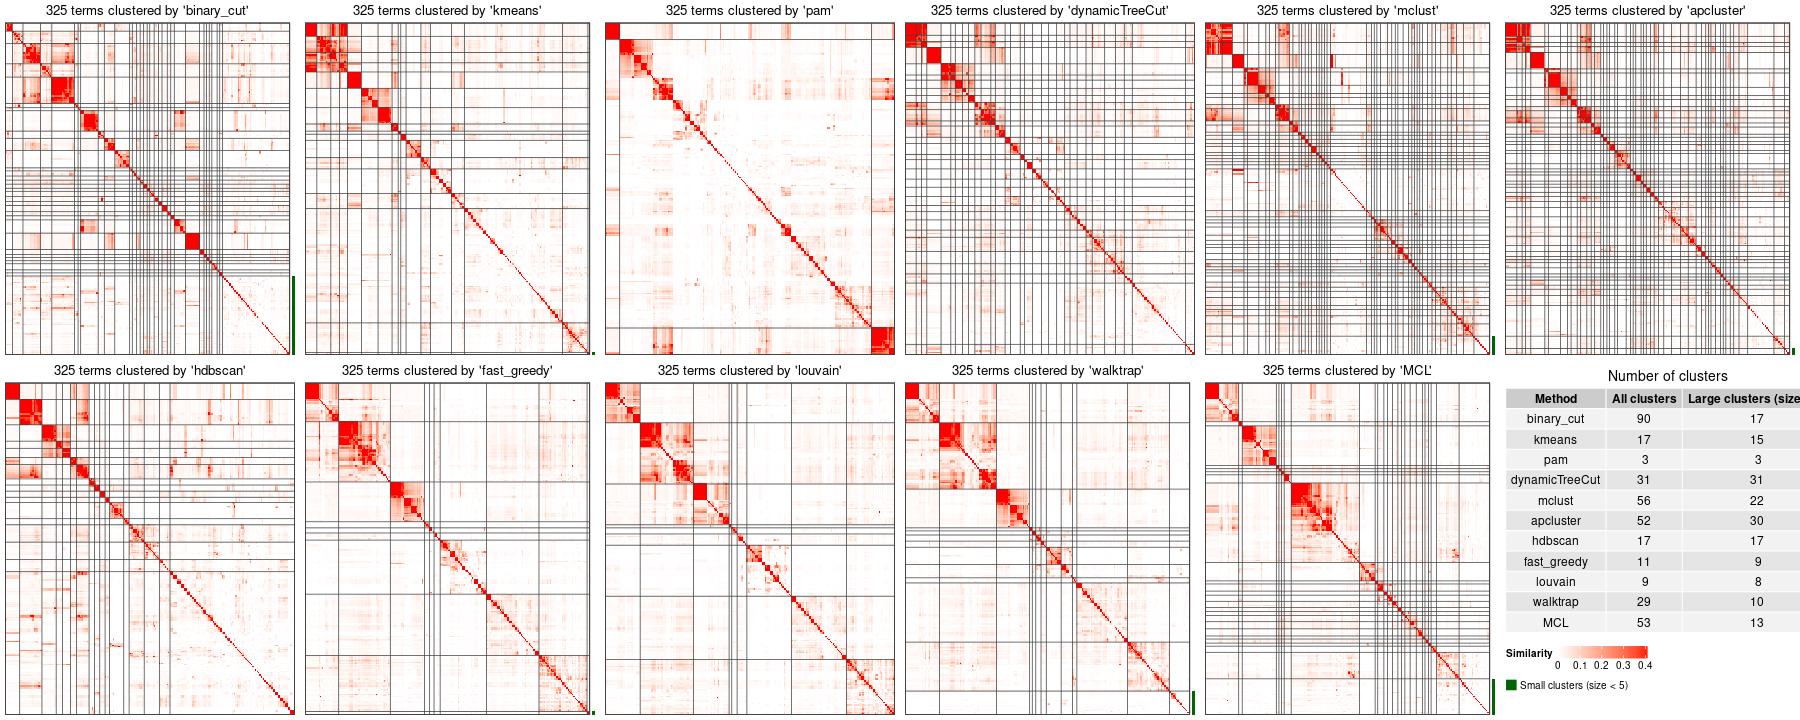 325 terms clustered by 'binary_cut'
325 terms clustered by 'kmeans'
325 terms clustered by 'pam'
325 terms clustered by 'dynamicTreeCut'
325 terms clustered by 'mclust'
325 terms clustered by 'apcluster'
325 terms clustered by 'hdbscan'
325 terms clustered by 'fast_greedy'
325 terms clustered by 'louvain'
325 terms clustered by 'walktrap'
325 terms clustered by 'MCL'
Number of clusters
Method All clusters Large clusters (size
binary_cut 90 17
kmeans 17 15
pam 3 3
dynamicTreeCut 31 31
mclust 56 22
apcluster 52 30
hdbscan 17 17
fast_greedy 11 9
louvain 9 8
walktrap 29 10
MCL 53 13
Similarity
0 0.1 0.2 0.3 0.4
Small clusters (size < 5)